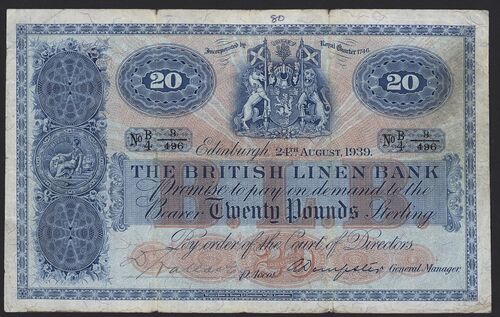 80
Incorporated by Royal Charter 1746.
20 20
No B/4 9/496 No B/4 9/496
Edinburgh, 24TH August, 1939.
THE BRITISH LINEN BANK
Promise to pay on demand to the
Bearer Twenty Pounds Sterling
By order of the Court of Directors
p. Accot. General Manager.